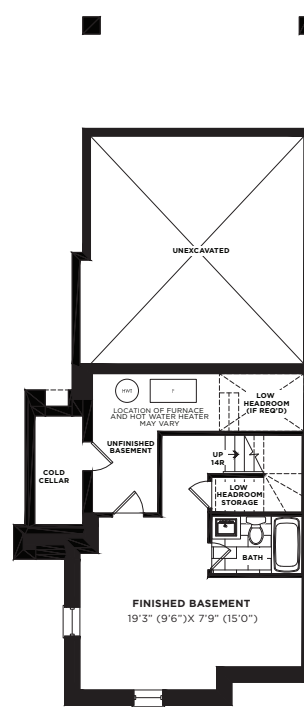 UNEXCAVATED
HWT
F
LOCATION OF FURNACE
AND HOT WATER HEATER
MAY VARY
LOW
HEADROOM
(IF REQ'D)
UNFINISHED
BASEMENT
UP
14R
COLD
CELLAR
LOW
HEADROOM
STORAGE
BATH
FINISHED BASEMENT
19'3" (9'6")X 7'9" (15'0")